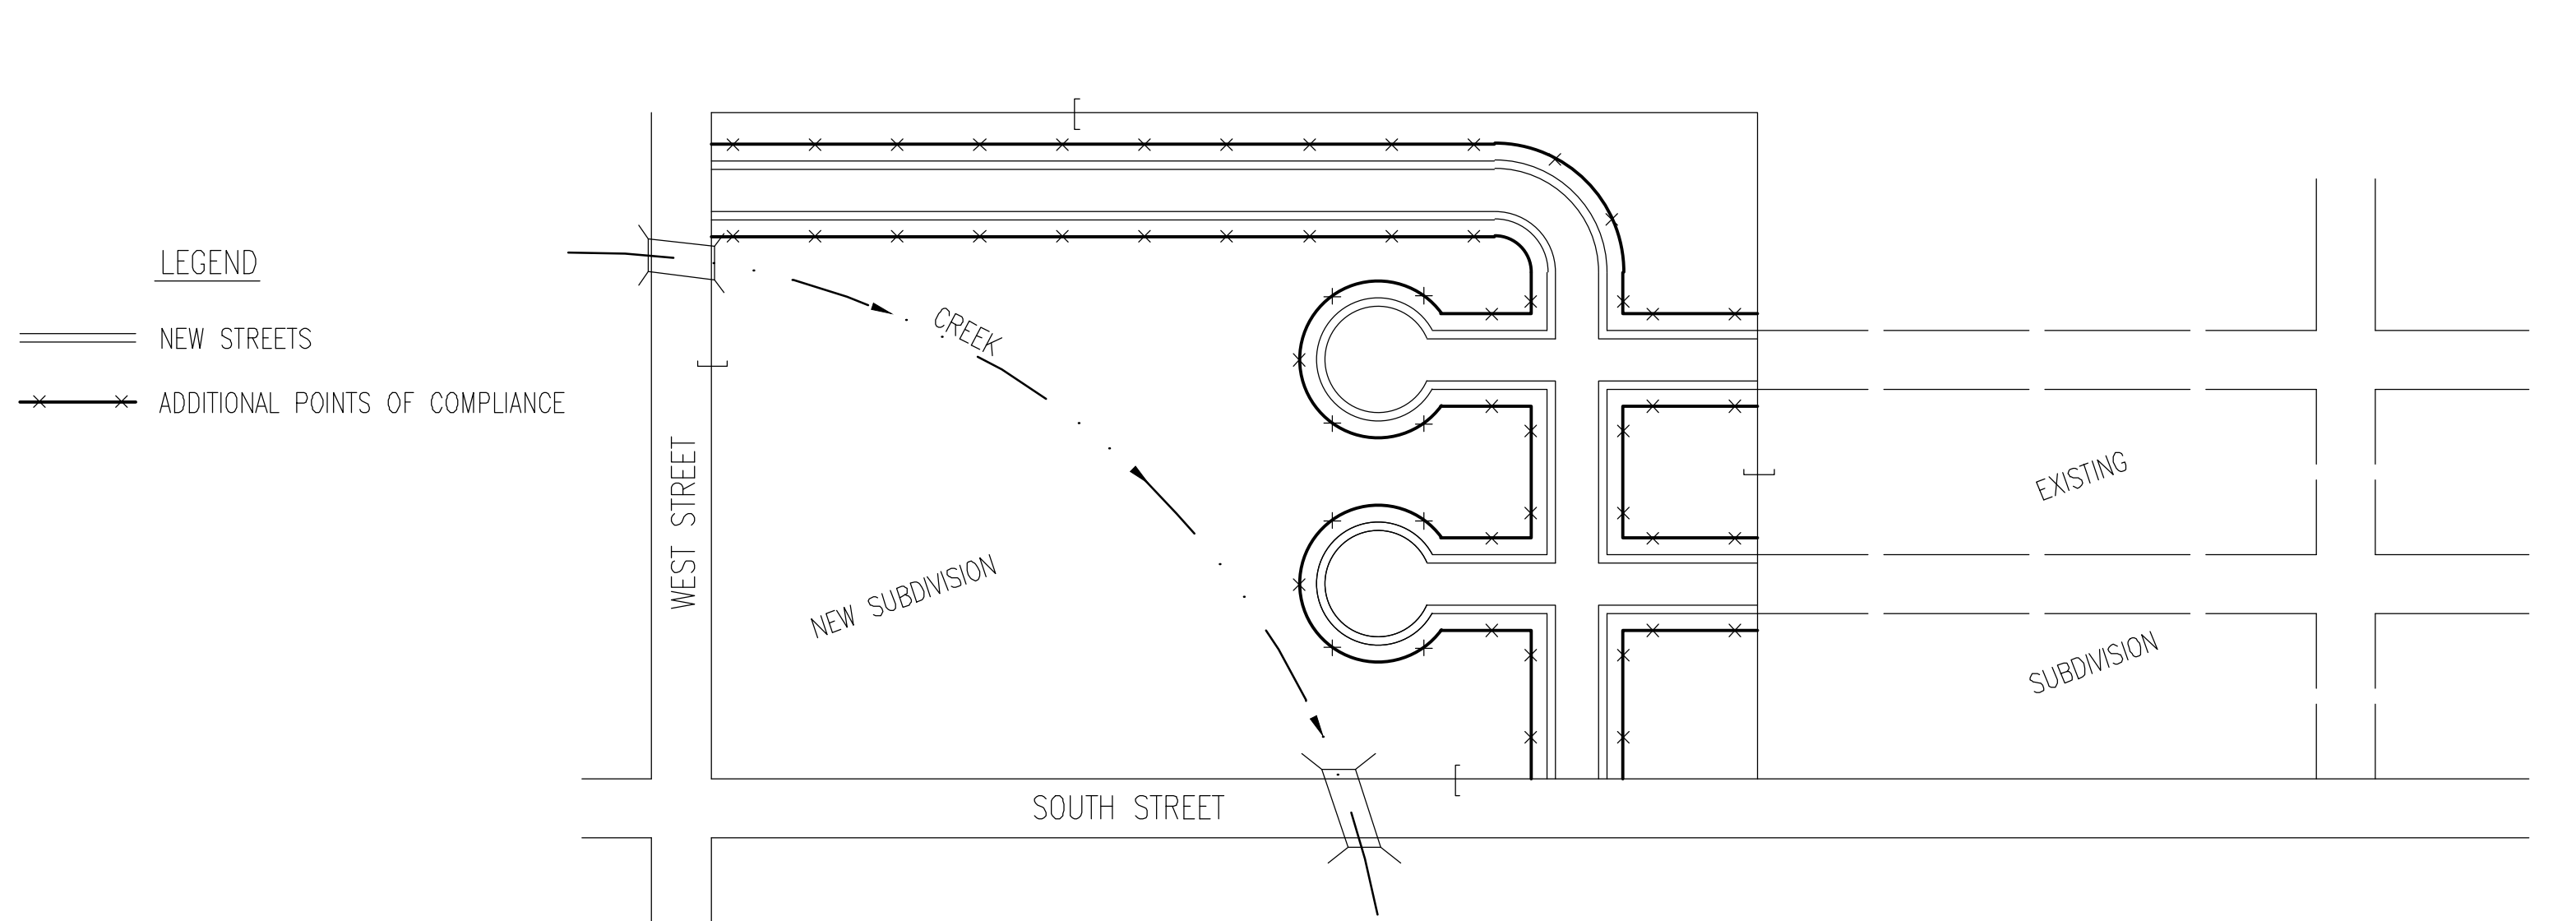 LEGEND
NEW STREETS
ADDITIONAL POINTS OF COMPLIANCE
WEST STREET
CREEK
NEW SUBDIVISION
SOUTH STREET
EXISTING
SUBDIVISION